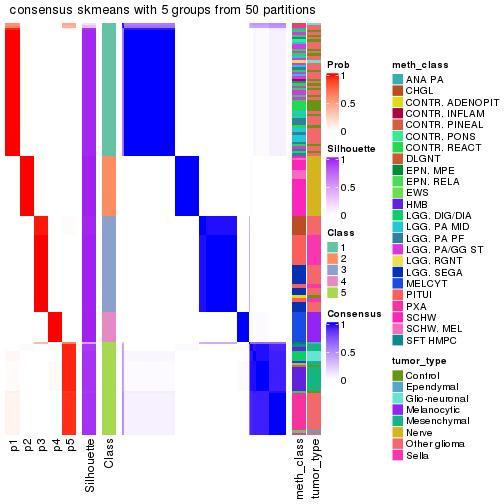 consensus skmeans with 5 groups from 50 partitions
Prob
1
0.5
0
Silhouette
1
0.5
0
Class
1
2
3
4
5
Consensus
1
0.5
0
meth_class
ANA PA
CHGL
CONTR. ADENOPIT
CONTR. INFLAM
CONTR. PINEAL
CONTR. PONS
CONTR. REACT
DLGNT
EPN. MPE
EPN. RELA
EWS
HMB
LGG. DIG/DIA
LGG. PA MID
LGG. PA PF
LGG. PA/GG ST
LGG. RGNT
LGG. SEGA
MELCYT
PITUI
PXA
SCHW
SCHW. MEL
SFT HMPC
tumor_type
Control
Ependymal
Glio-neuronal
Melanocytic
Mesenchymal
Nerve
Other glioma
Sella
p1
p2
p3
p4
p5
Silhouette
Class
meth_class
tumor_type